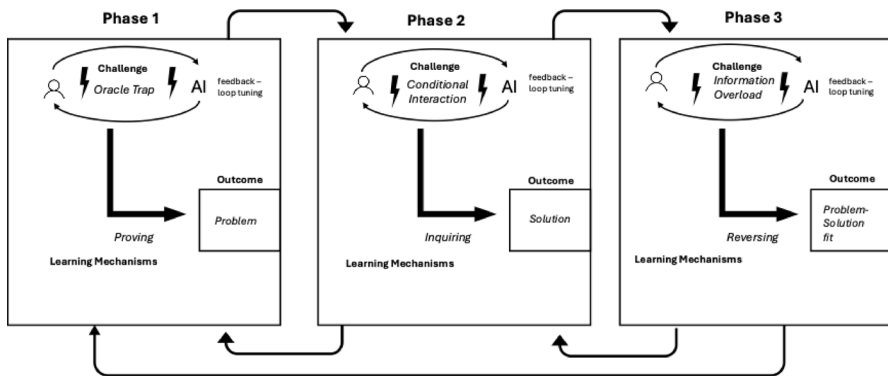 Phase 1
Challenge
Oracle Trap
AI
feedback –
loop tuning
Outcome
Problem
Proving
Learning Mechanisms
Phase 2
Challenge
Conditional
Interaction
AI
feedback –
loop tuning
Outcome
Solution
Inquiring
Learning Mechanisms
Phase 3
Challenge
Information
Overload
AI
feedback –
loop tuning
Outcome
Problem-
Solution
fit
Reversing
Learning Mechanisms